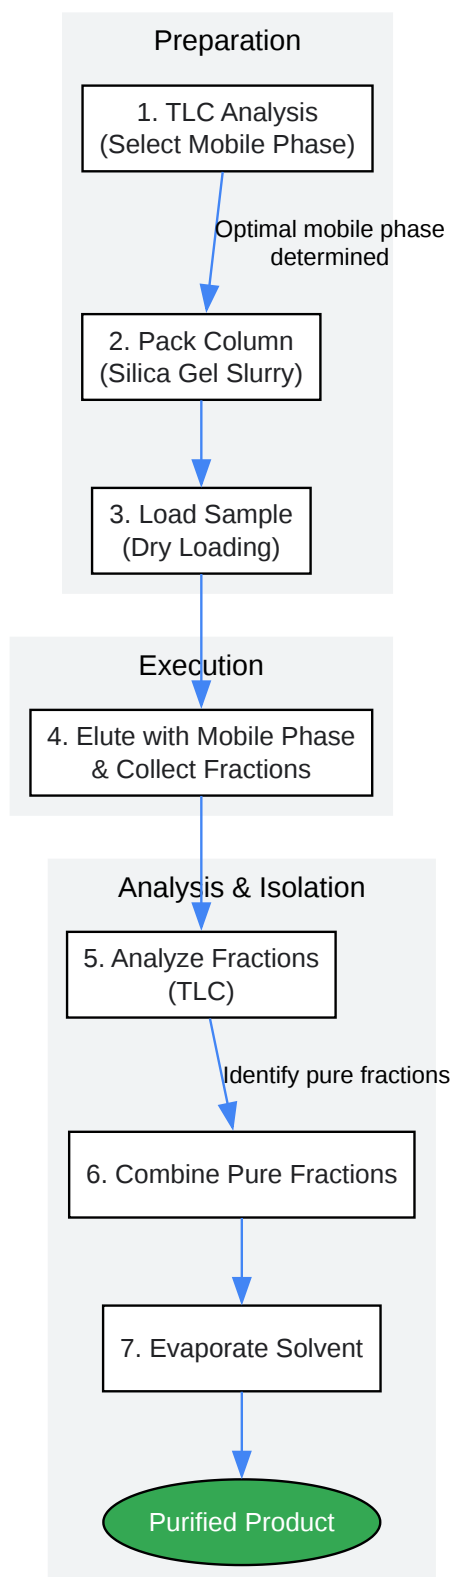 Preparation
1. TLC Analysis
(Select Mobile Phase)
Optimal mobile phase
determined
2. Pack Column
(Silica Gel Slurry)
3. Load Sample
(Dry Loading)
Execution
4. Elute with Mobile Phase
& Collect Fractions
Analysis & Isolation
5. Analyze Fractions
(TLC)
Identify pure fractions
6. Combine Pure Fractions
7. Evaporate Solvent
Purified Product